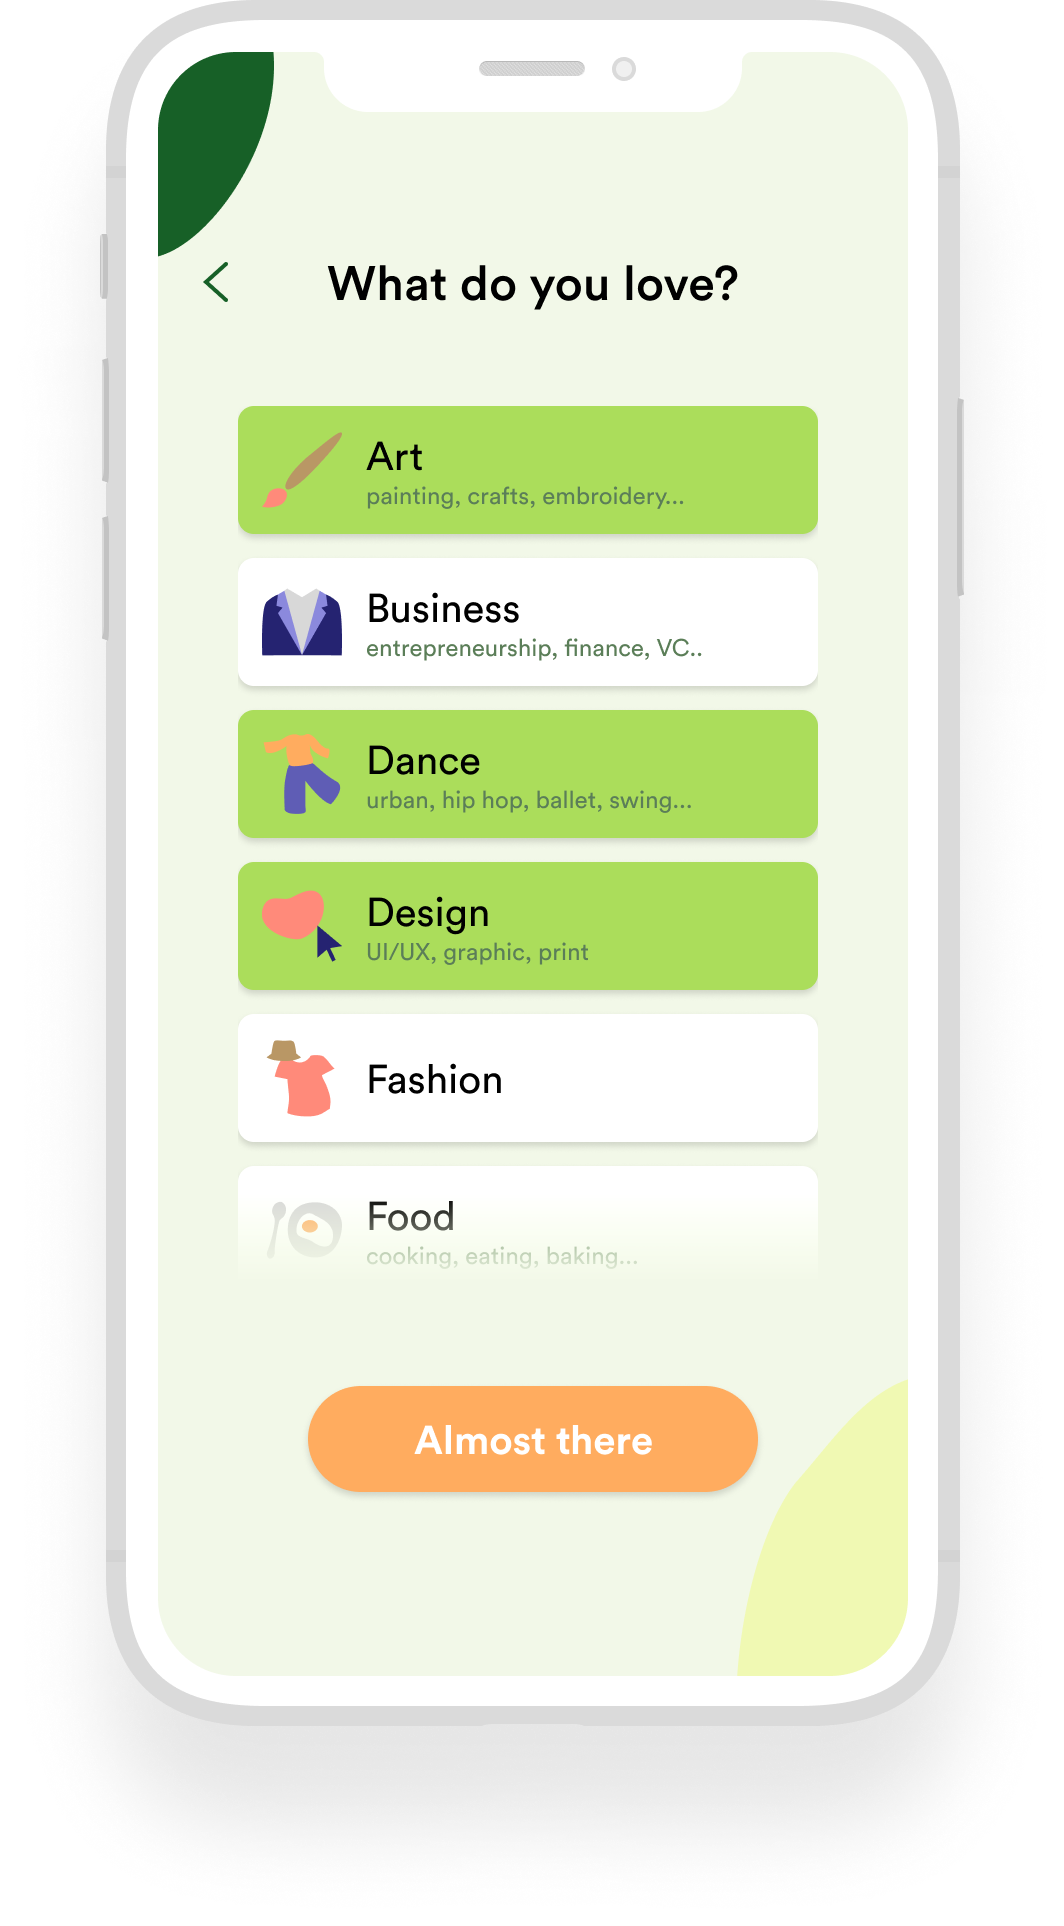 What do you love?
Art
painting, crafts, embroidery...
Business
entrepreneurship, finance, VC..
Dance
urban, hip hop, ballet, swing...
Design
UI/UX, graphic, print
Fashion
Food
cooking, eating, baking...
Almost there